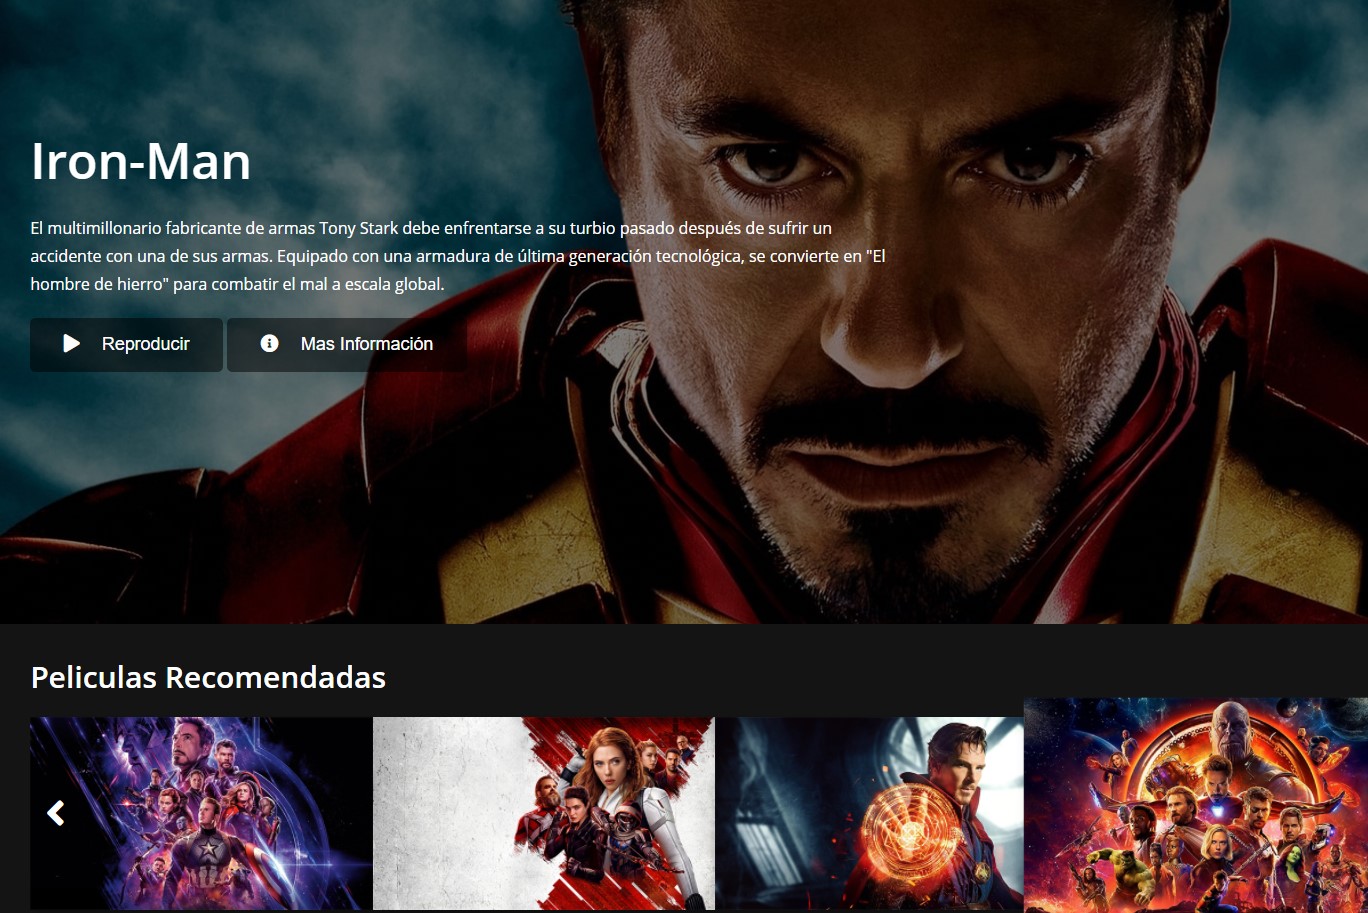 Iron-Man
El multimillonario fabricante de armas Tony Stark debe enfrentarse a su turbio pasado después de sufrir un
accidente con una de sus armas. Equipado con una armadura de última generación tecnológica, se convierte en "El
hombre de hierro" para combatir el mal a escala global.
Reproducir
Mas Información
Peliculas Recomendadas